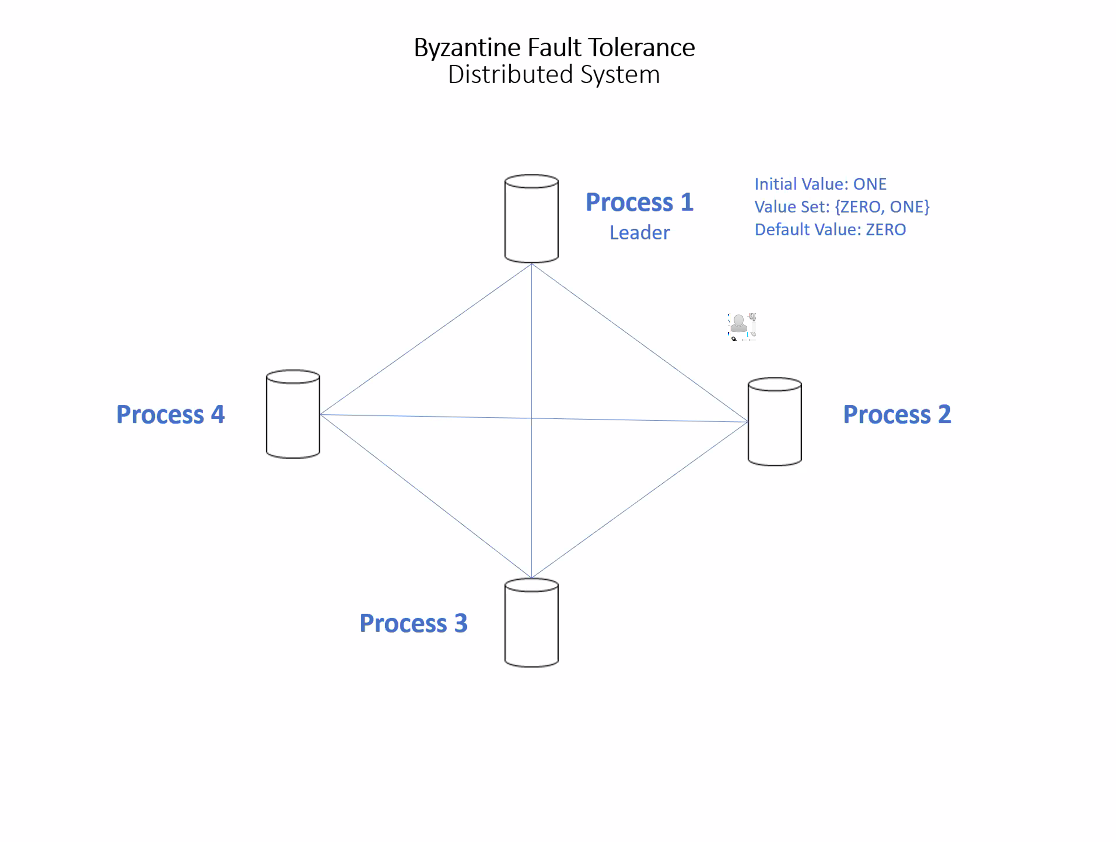 Byzantine Fault Tolerance
Distributed System
Process 1
Leader
Initial Value: ONE
Value Set: {ZERO, ONE}
Default Value: ZERO
Process 4
Process 2
Process 3